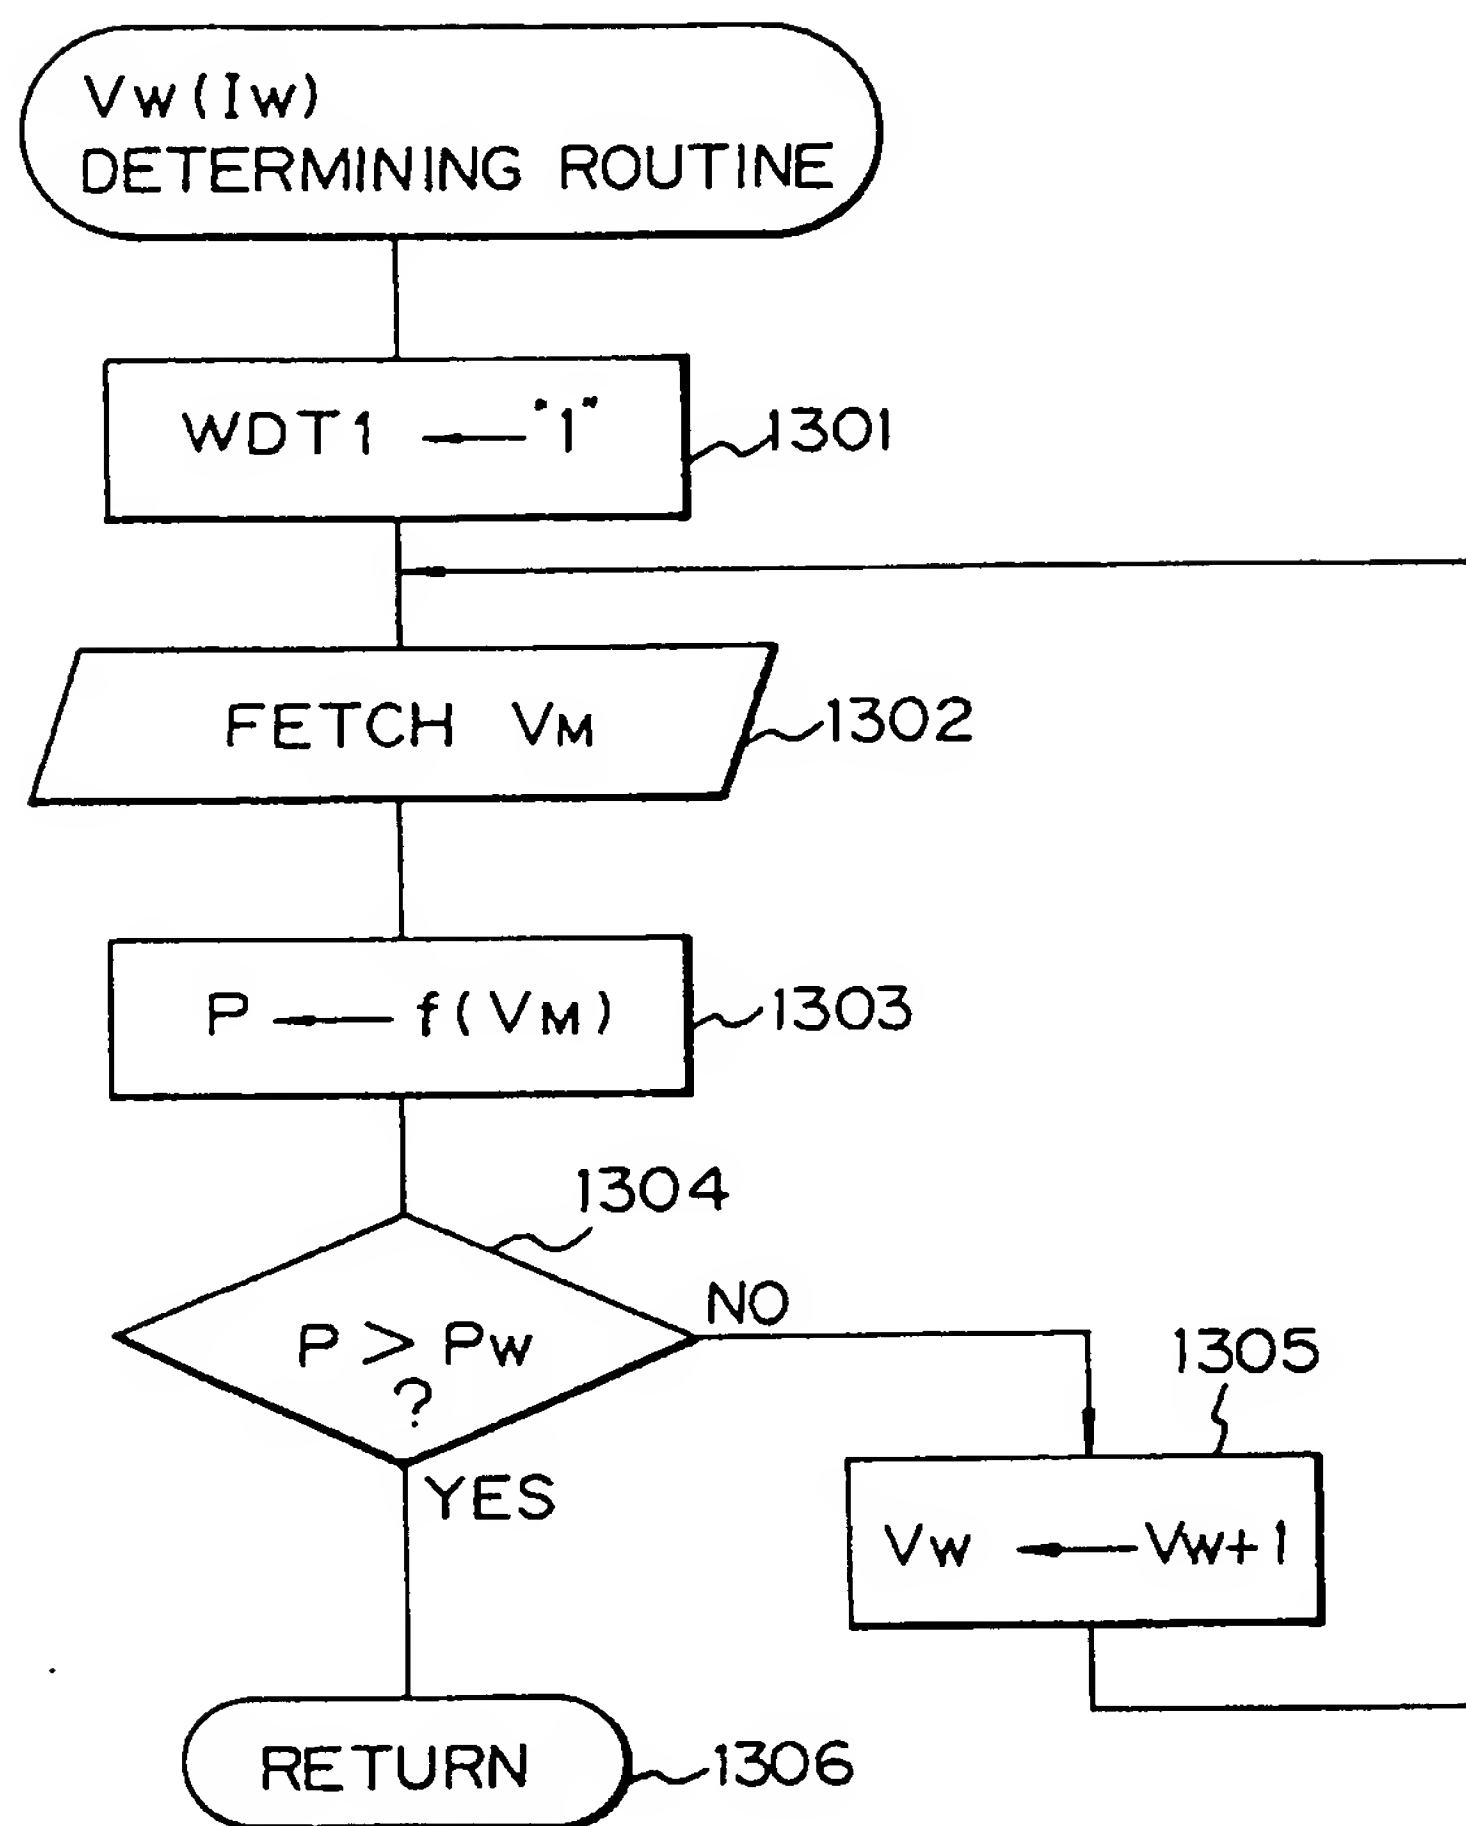 Vw(Iw)
DETERMINING ROUTINE
WDT1 ← "1"
1301
FETCH VM
1302
P ← f(VM)
1303
1304
P > Pw
?
NO
YES
1305
Vw ← Vw+1
RETURN
1306